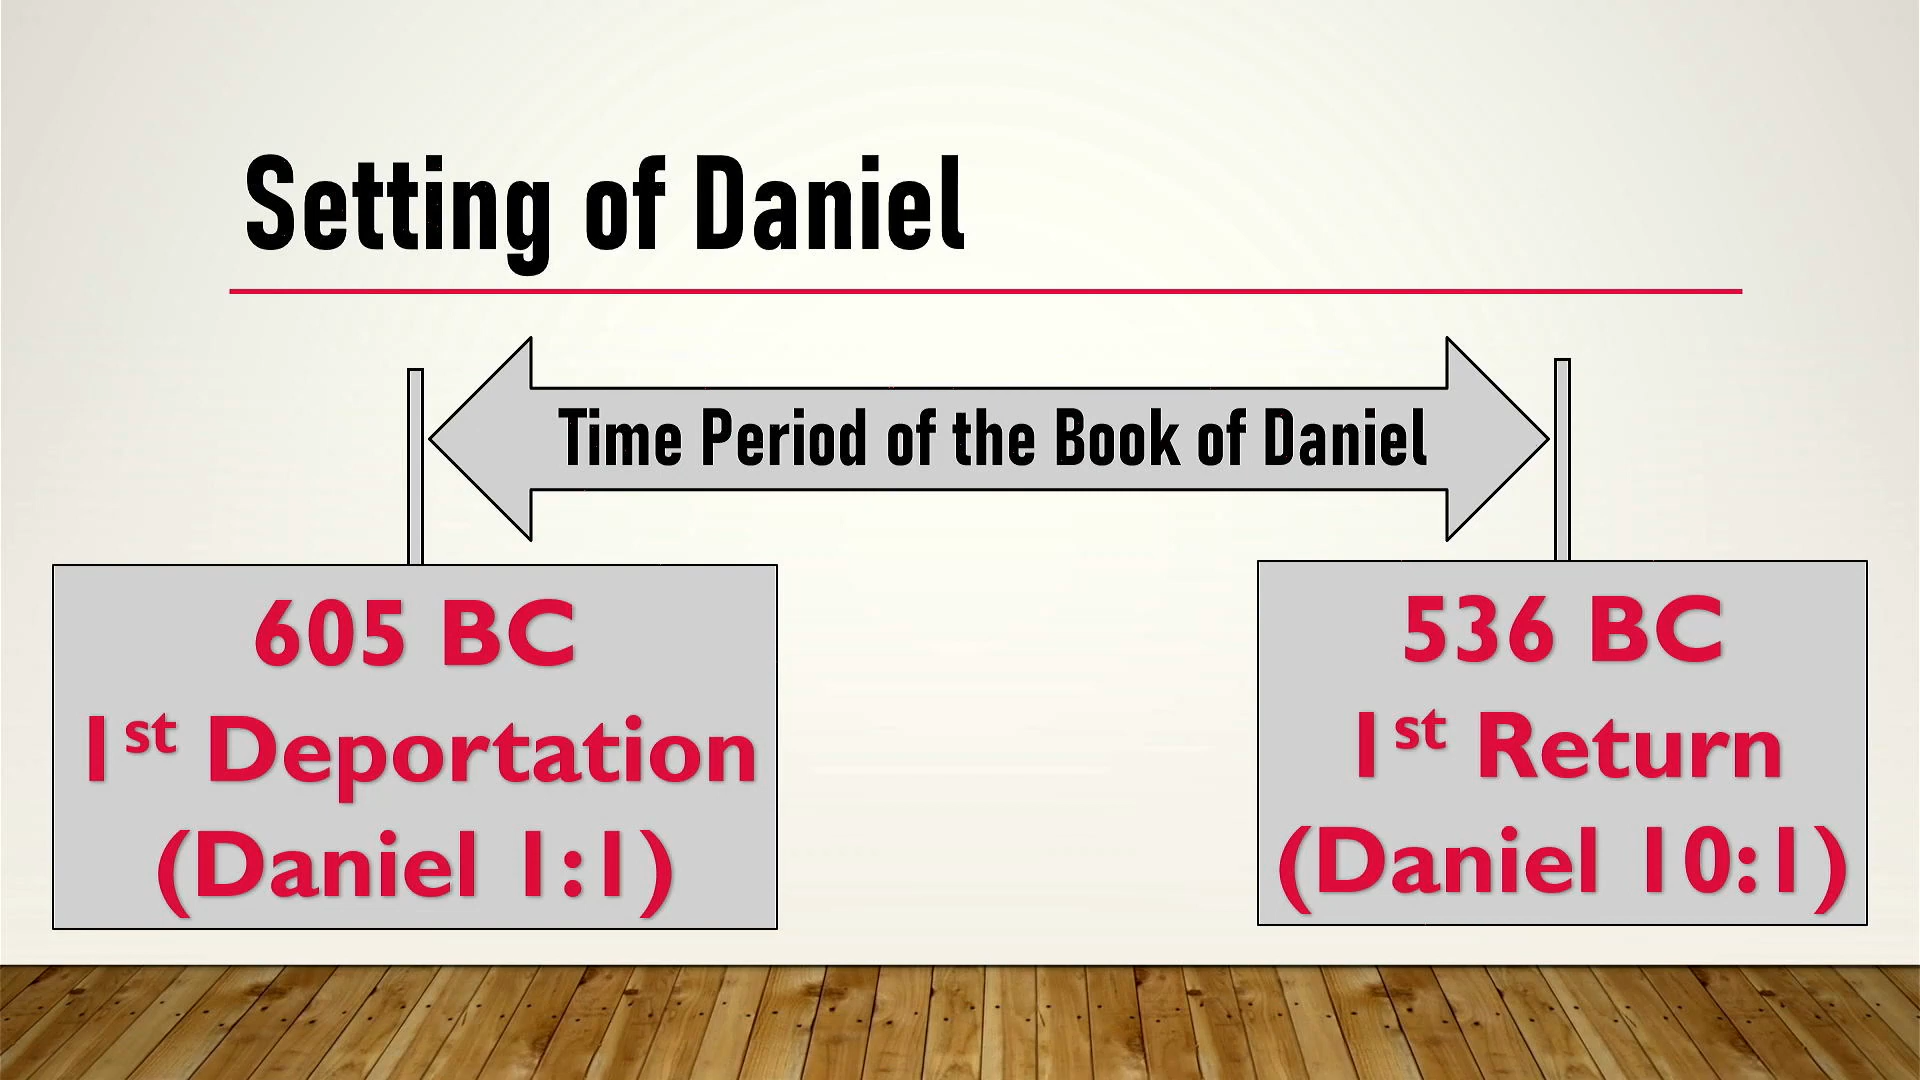 Setting of Daniel
Time Period of the Book of Daniel
605 BC
1st Deportation
(Daniel 1:1)
536 BC
1st Return
(Daniel 10:1)